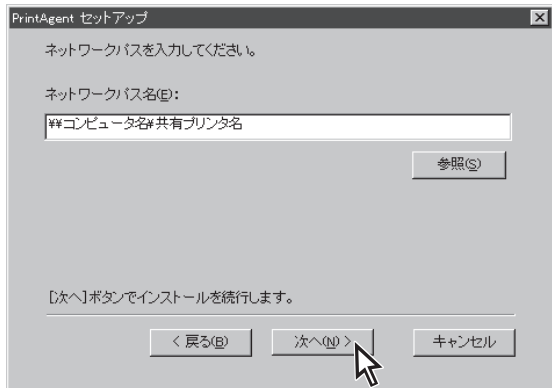 PrintAgent セットアップ
ネットワークパスを入力してください。
ネットワークパス名(E):
¥¥コンピュータ名¥共有プリンタ名
参照(S)
[次へ]ボタンでインストールを続行します。
< 戻る(B)
次へ(N) >
キャンセル